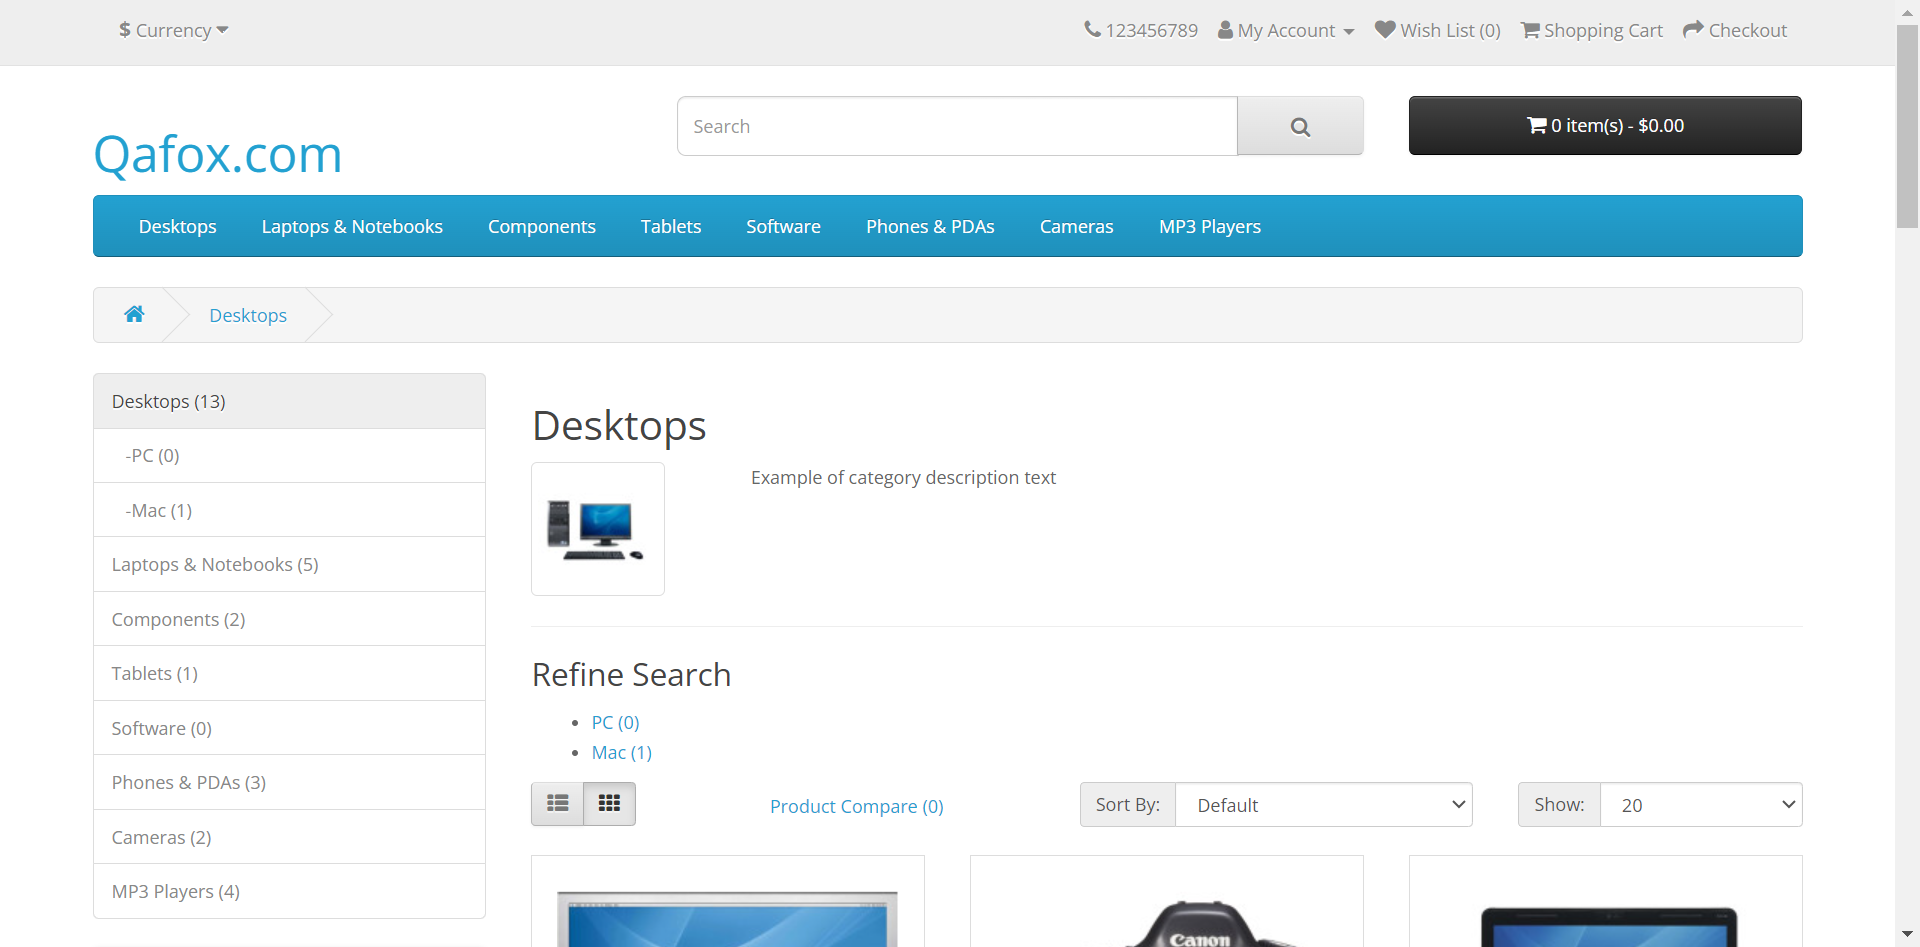 $ Currency
123456789 My Account Wish List (0) Shopping Cart Checkout
Qafox.com
Search
0 item(s) - $0.00
Desktops Laptops & Notebooks Components Tablets Software Phones & PDAs Cameras MP3 Players
Desktops
Desktops (13)
-PC (0)
-Mac (1)
Laptops & Notebooks (5)
Components (2)
Tablets (1)
Software (0)
Phones & PDAs (3)
Cameras (2)
MP3 Players (4)
Desktops
Example of category description text
Refine Search
PC (0)
Mac (1)
Product Compare (0)
Sort By: Default
Show: 20
Canon